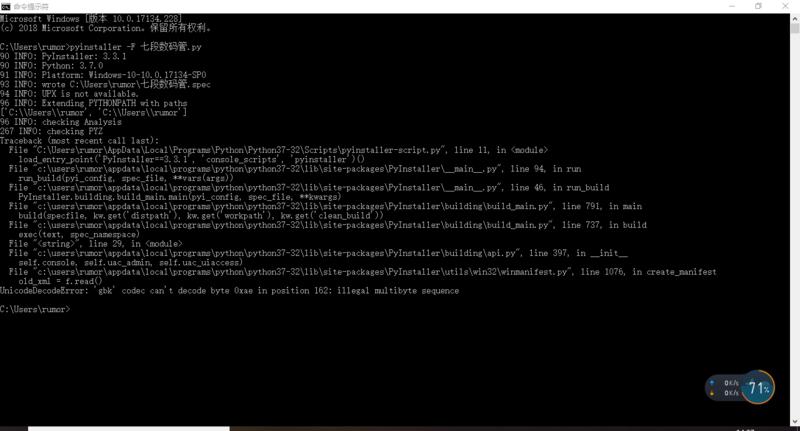 命令提示符
Microsoft Windows [版本 10.0.17134.228]
(c) 2018 Microsoft Corporation。保留所有权利。
C:\Users\rumor>pyinstaller -F 七段数码管.py
90 INFO: PyInstaller: 3.3.1
90 INFO: Python: 3.7.0
91 INFO: Platform: Windows-10-10.0.17134-SP0
93 INFO: wrote C:\Users\rumor\七段数码管.spec
94 INFO: UPX is not available.
96 INFO: Extending PYTHONPATH with paths
['C:\\Users\\rumor', 'C:\\Users\\rumor']
96 INFO: checking Analysis
267 INFO: checking PYZ
Traceback (most recent call last):
File "C:\Users\rumor\AppData\Local\Programs\Python\Python37-32\Scripts\pyinstaller-script.py", line 11, in <module>
load_entry_point('PyInstaller==3.3.1', 'console_scripts', 'pyinstaller')()
File "c:\users\rumor\appdata\local\programs\python\python37-32\lib\site-packages\PyInstaller\__main__.py", line 94, in run
run_build(pyi_config, spec_file, **vars(args))
File "c:\users\rumor\appdata\local\programs\python\python37-32\lib\site-packages\PyInstaller\__main__.py", line 46, in run_build
PyInstaller.building.build_main.main(pyi_config, spec_file, **kwargs)
File "c:\users\rumor\appdata\local\programs\python\python37-32\lib\site-packages\PyInstaller\building\build_main.py", line 791, in main
build(specfile, kw.get('distpath'), kw.get('workpath'), kw.get('clean_build'))
File "c:\users\rumor\appdata\local\programs\python\python37-32\lib\site-packages\PyInstaller\building\build_main.py", line 737, in build
exec(text, spec_namespace)
File "<string>", line 29, in <module>
File "c:\users\rumor\appdata\local\programs\python\python37-32\lib\site-packages\PyInstaller\building\api.py", line 397, in __init__
self.console, self.uac_admin, self.uac_uiaccess)
File "c:\users\rumor\appdata\local\programs\python\python37-32\lib\site-packages\PyInstaller\utils\win32\winmanifest.py", line 1076, in create_manifest
old_xml = f.read()
UnicodeDecodeError: 'gbk' codec can't decode byte 0xae in position 162: illegal multibyte sequence
C:\Users\rumor>
0K/s
0K/s
71%